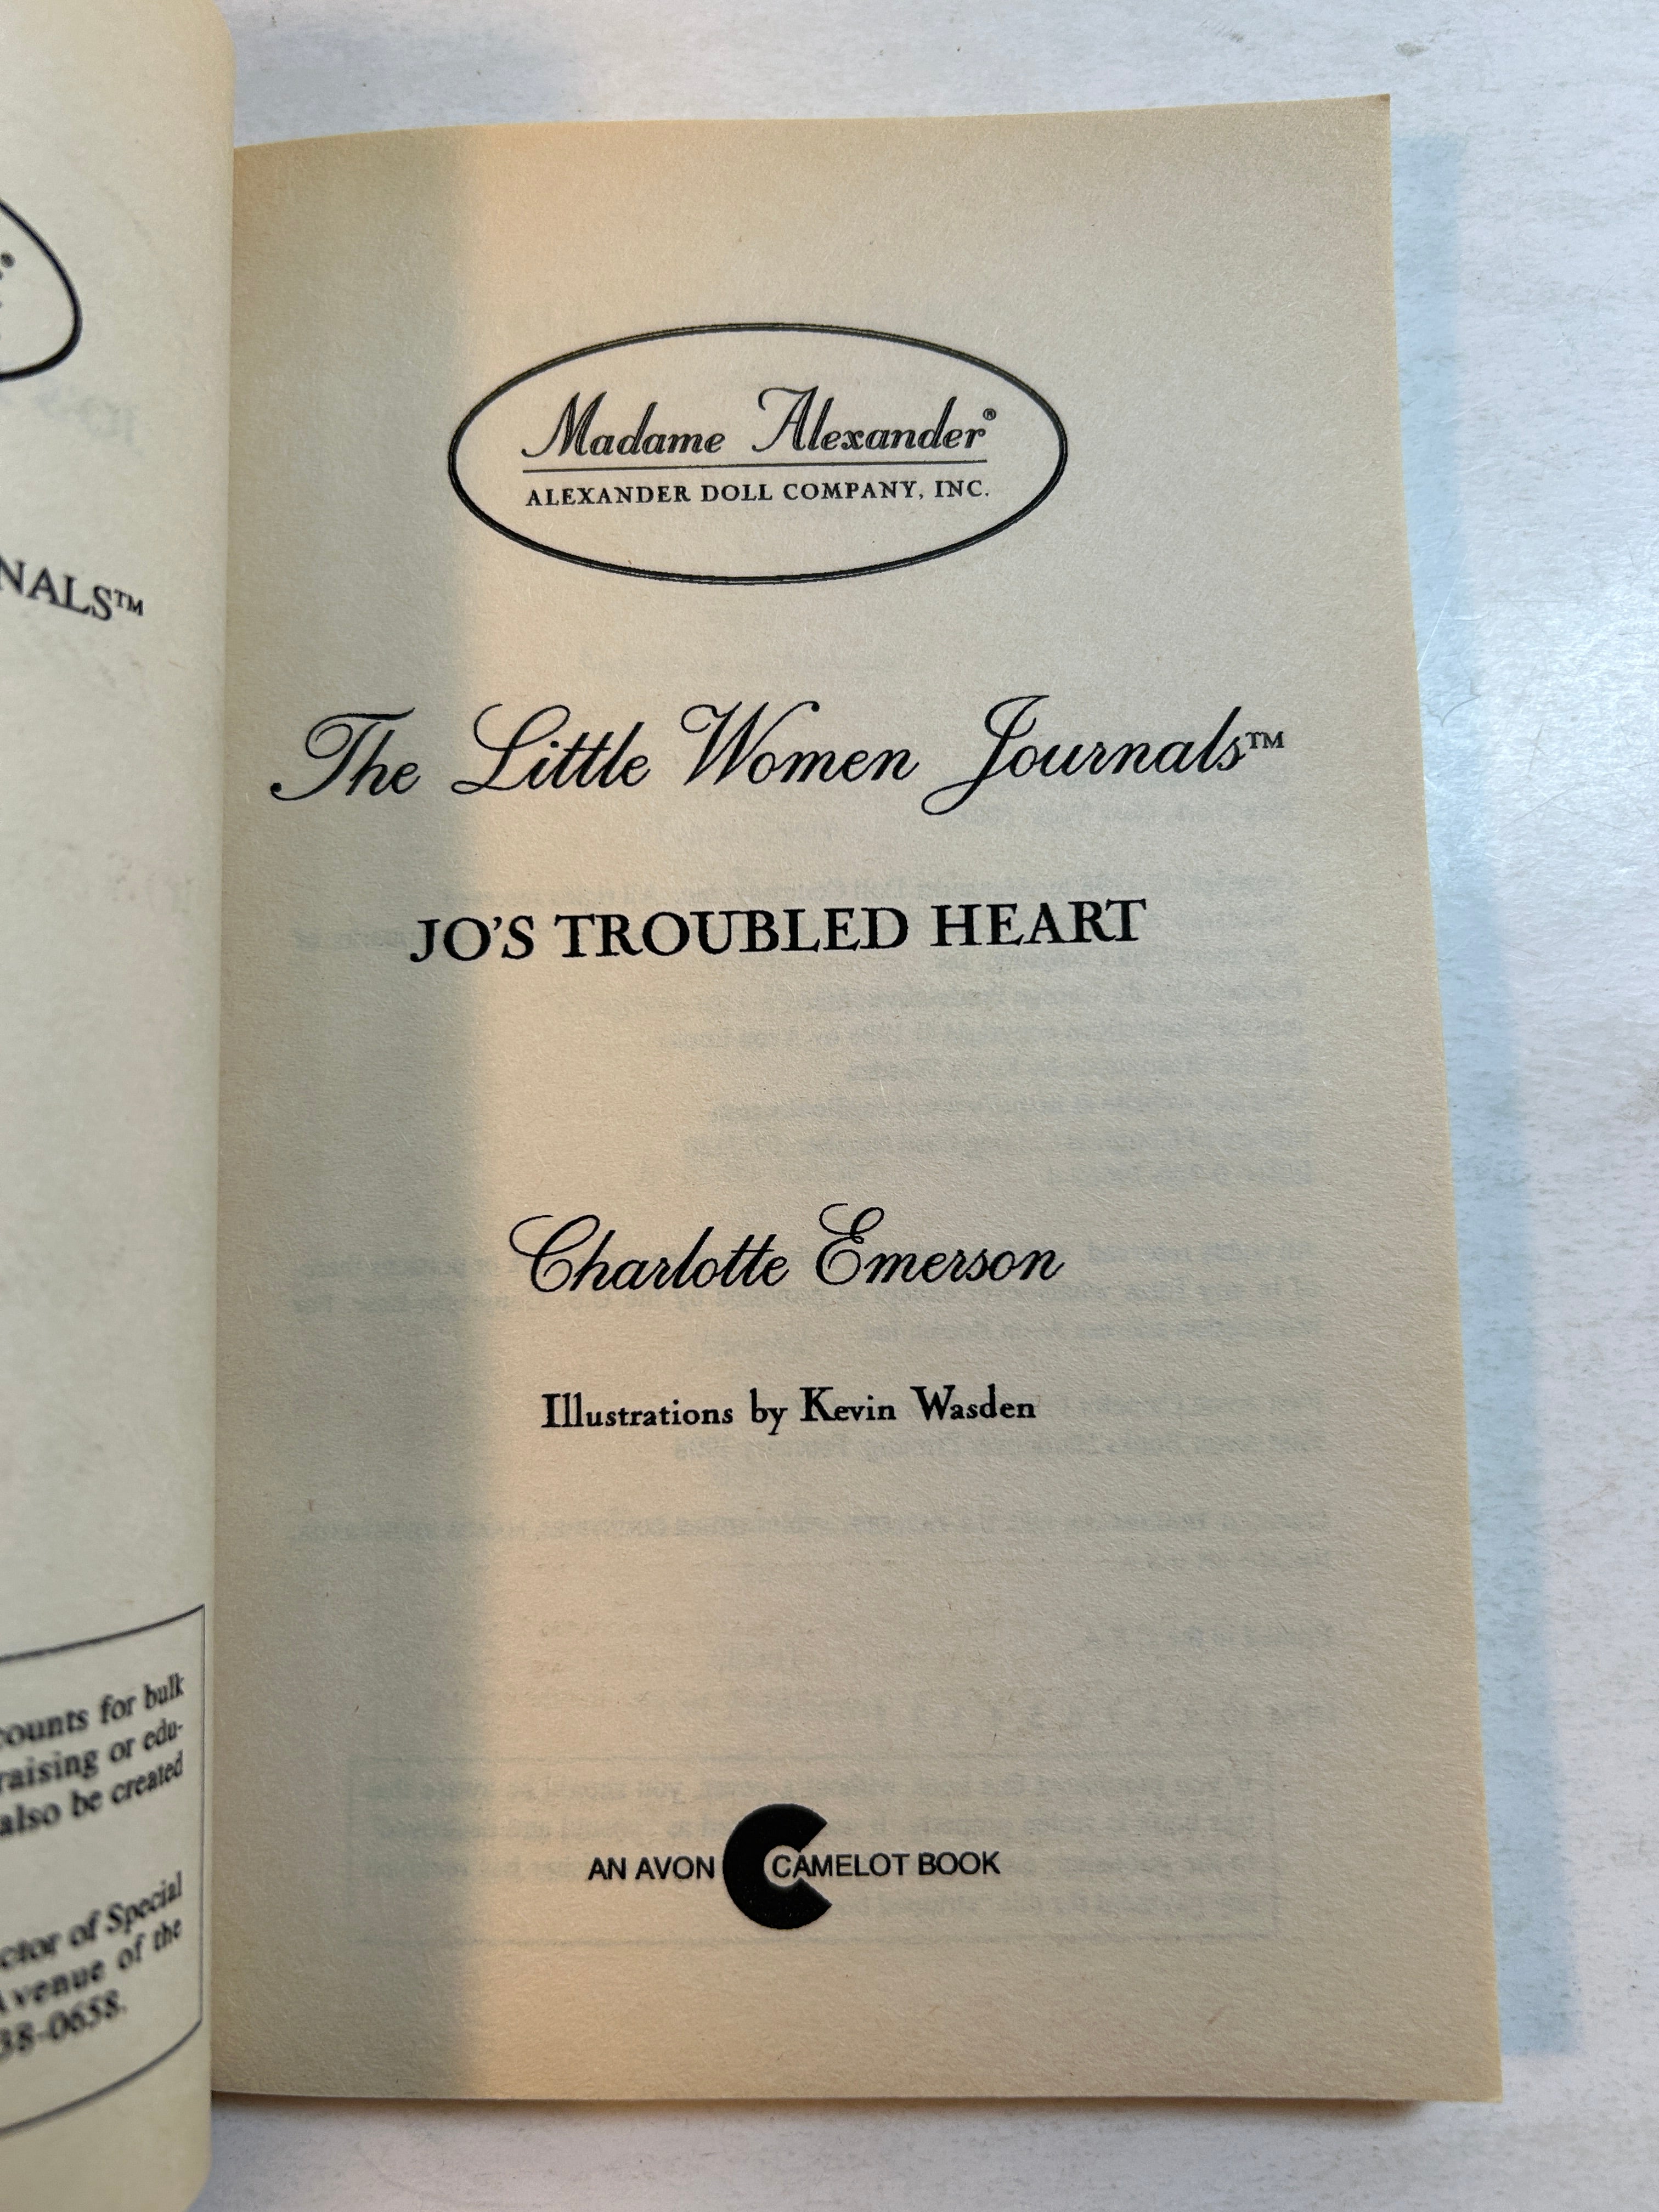 NALS™
for bulk
raising or edu-
also be created
of Special
Avenue of the
38-0658.
Madame Alexander®
ALEXANDER DOLL COMPANY, INC.
The Little Women Journals™
JO'S TROUBLED HEART
Charlotte Emerson
Illustrations by Kevin Wasden
AN AVON CAMELOT BOOK